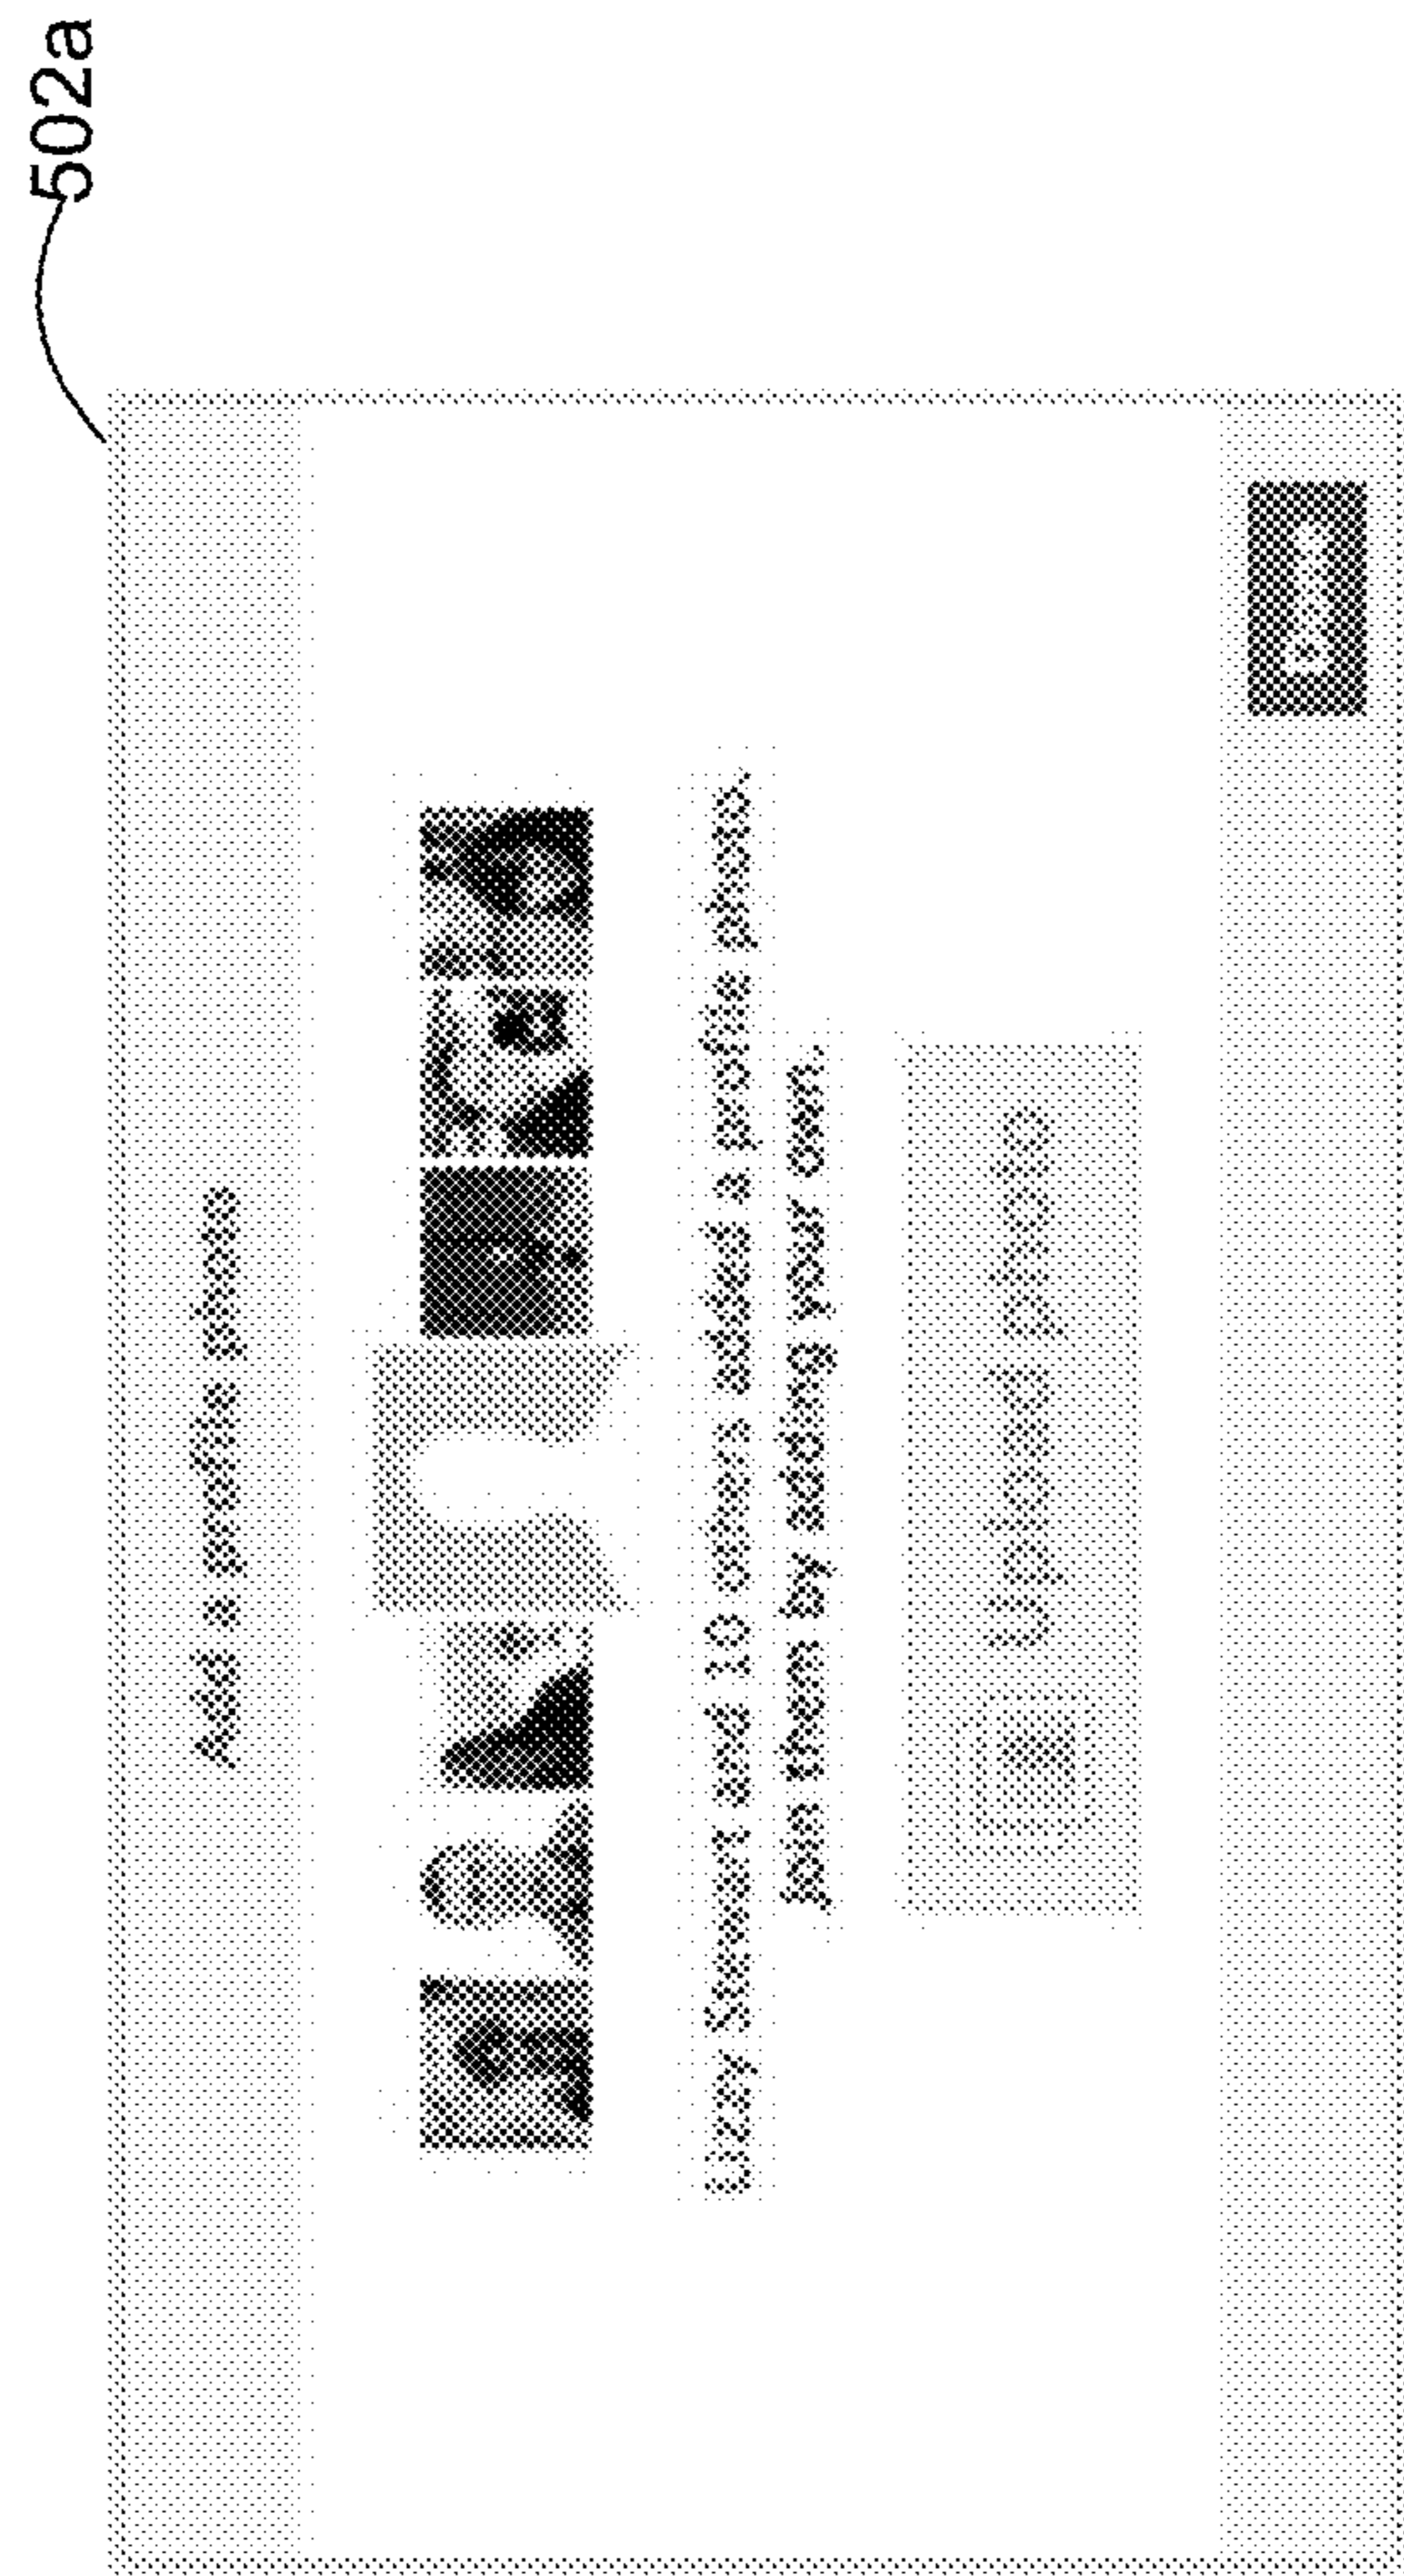 502a
Add a profile photo
Lizzy Stewart and 10 others added a profile photo.
Join them by adding your own.
Upload photo